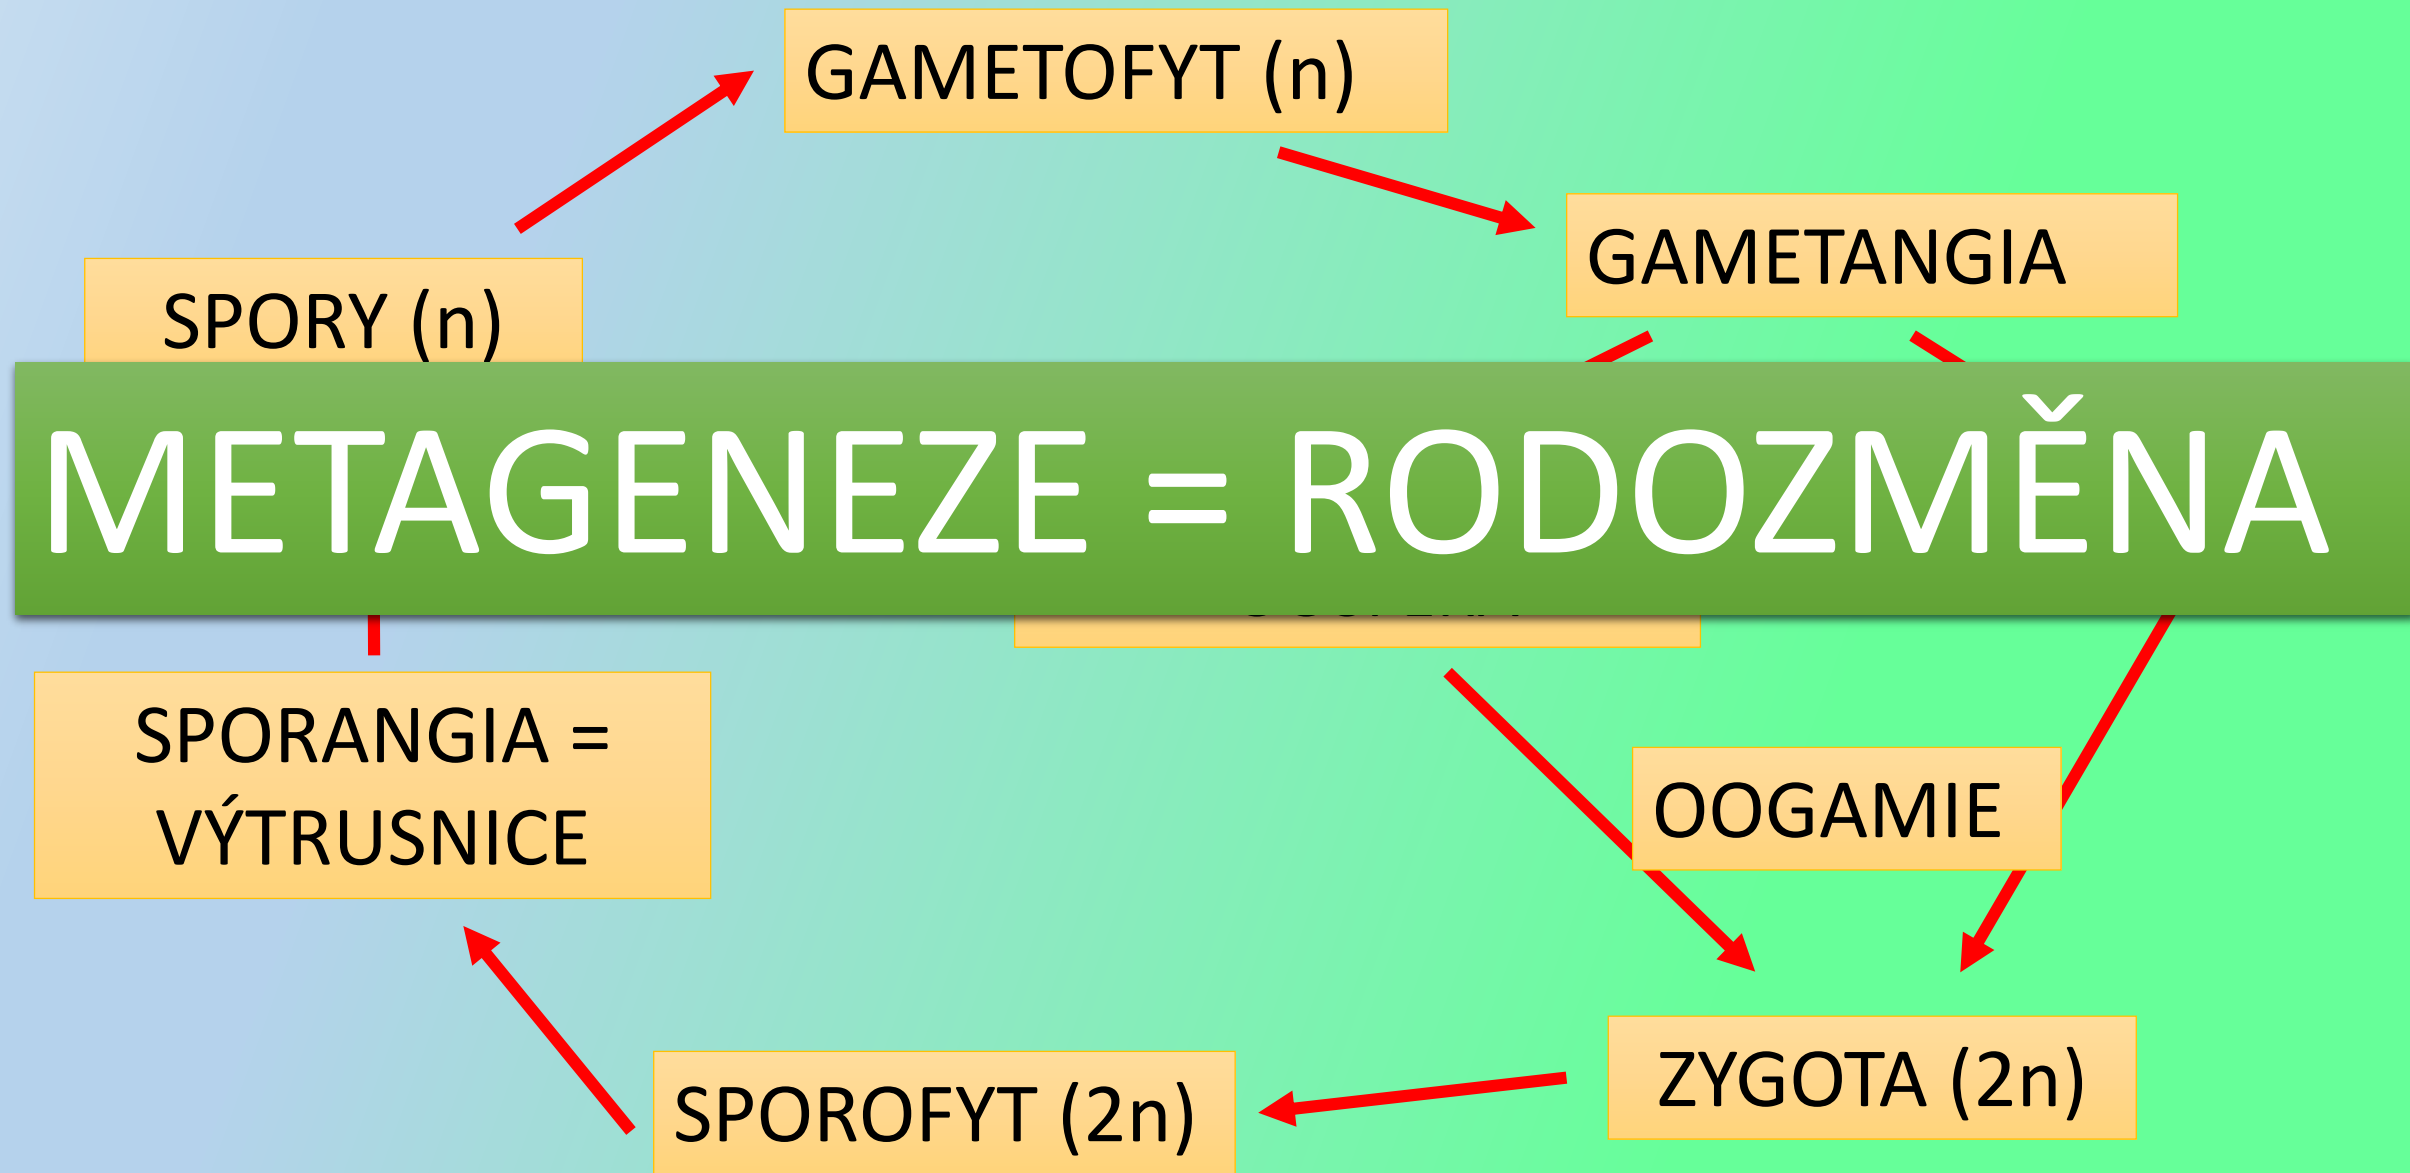 GAMETOFYT (n)
GAMETANGIA
SPORY (n)
METAGENEZE = RODOZMĚNA
SPORANGIA =
VÝTRUSNICE
OOGAMIE
ZYGOTA (2n)
SPOROFYT (2n)